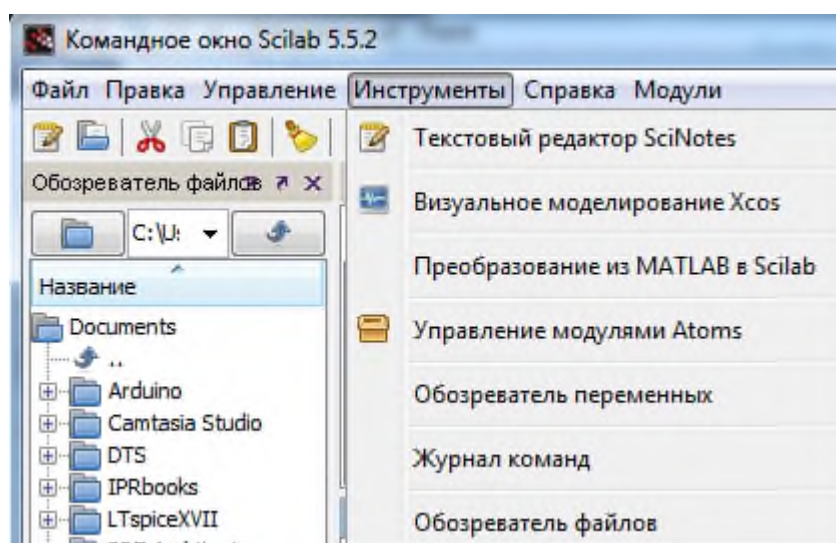 Командное окно Scilab 5.5.2
Файл Правка Управление Инструменты Справка Модули
Обозреватель файлов
C:\U:
Название
Documents
..
Arduino
Camtasia Studio
DTS
IPRbooks
LTspiceXVII
Текстовый редактор SciNotes
Визуальное моделирование Xcos
Преобразование из MATLAB в Scilab
Управление модулями Atoms
Обозреватель переменных
Журнал команд
Обозреватель файлов